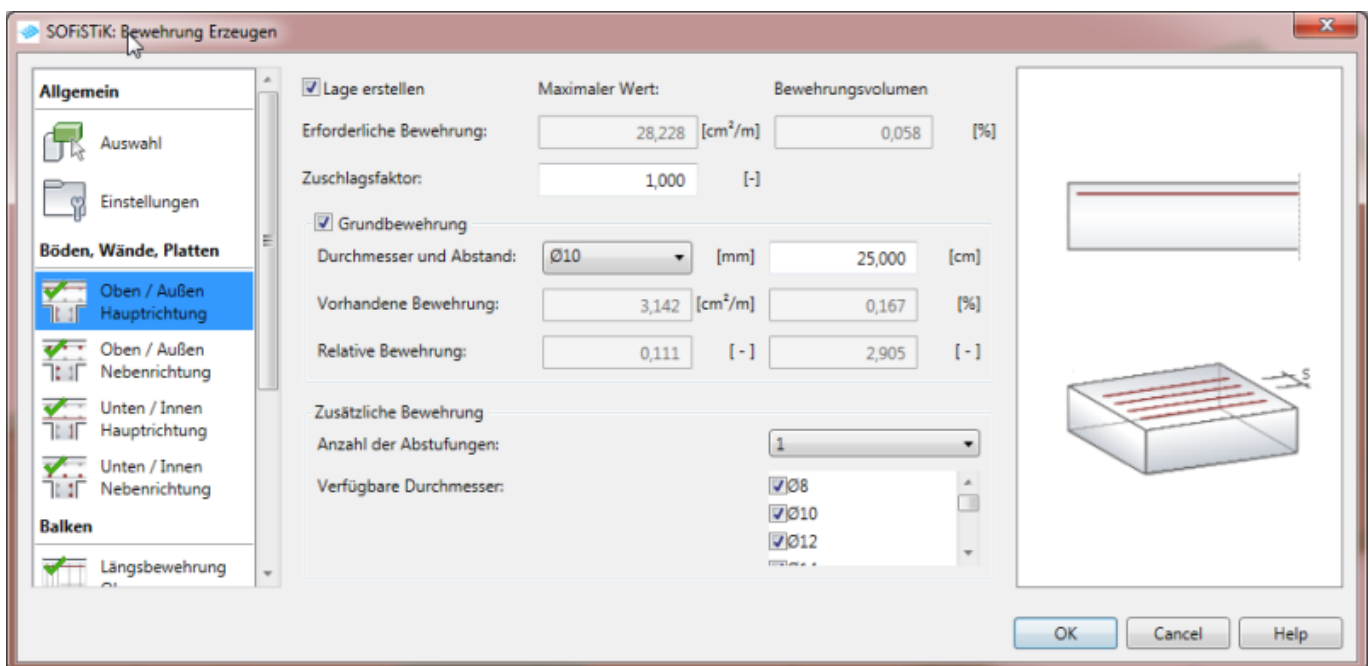 SOFiSTiK: Bewehrung Erzeugen
Allgemein
Auswahl
Einstellungen
Böden, Wände, Platten
Oben / Außen
Hauptrichtung
Oben / Außen
Nebenrichtung
Unten / Innen
Hauptrichtung
Unten / Innen
Nebenrichtung
Balken
Längsbewehrung
Lage erstellen Maximaler Wert: Bewehrungsvolumen
Erforderliche Bewehrung: 28,228 [cm²/m] 0,058 [%]
Zuschlagsfaktor: 1,000 [-]
Grundbewehrung
Durchmesser und Abstand: Ø10 [mm] 25,000 [cm]
Vorhandene Bewehrung: 3,142 [cm²/m] 0,167 [%]
Relative Bewehrung: 0,111 [ - ] 2,905 [ - ]
Zusätzliche Bewehrung
Anzahl der Abstufungen: 1
Verfügbare Durchmesser: Ø8
Ø10
Ø12
s
OK Cancel Help